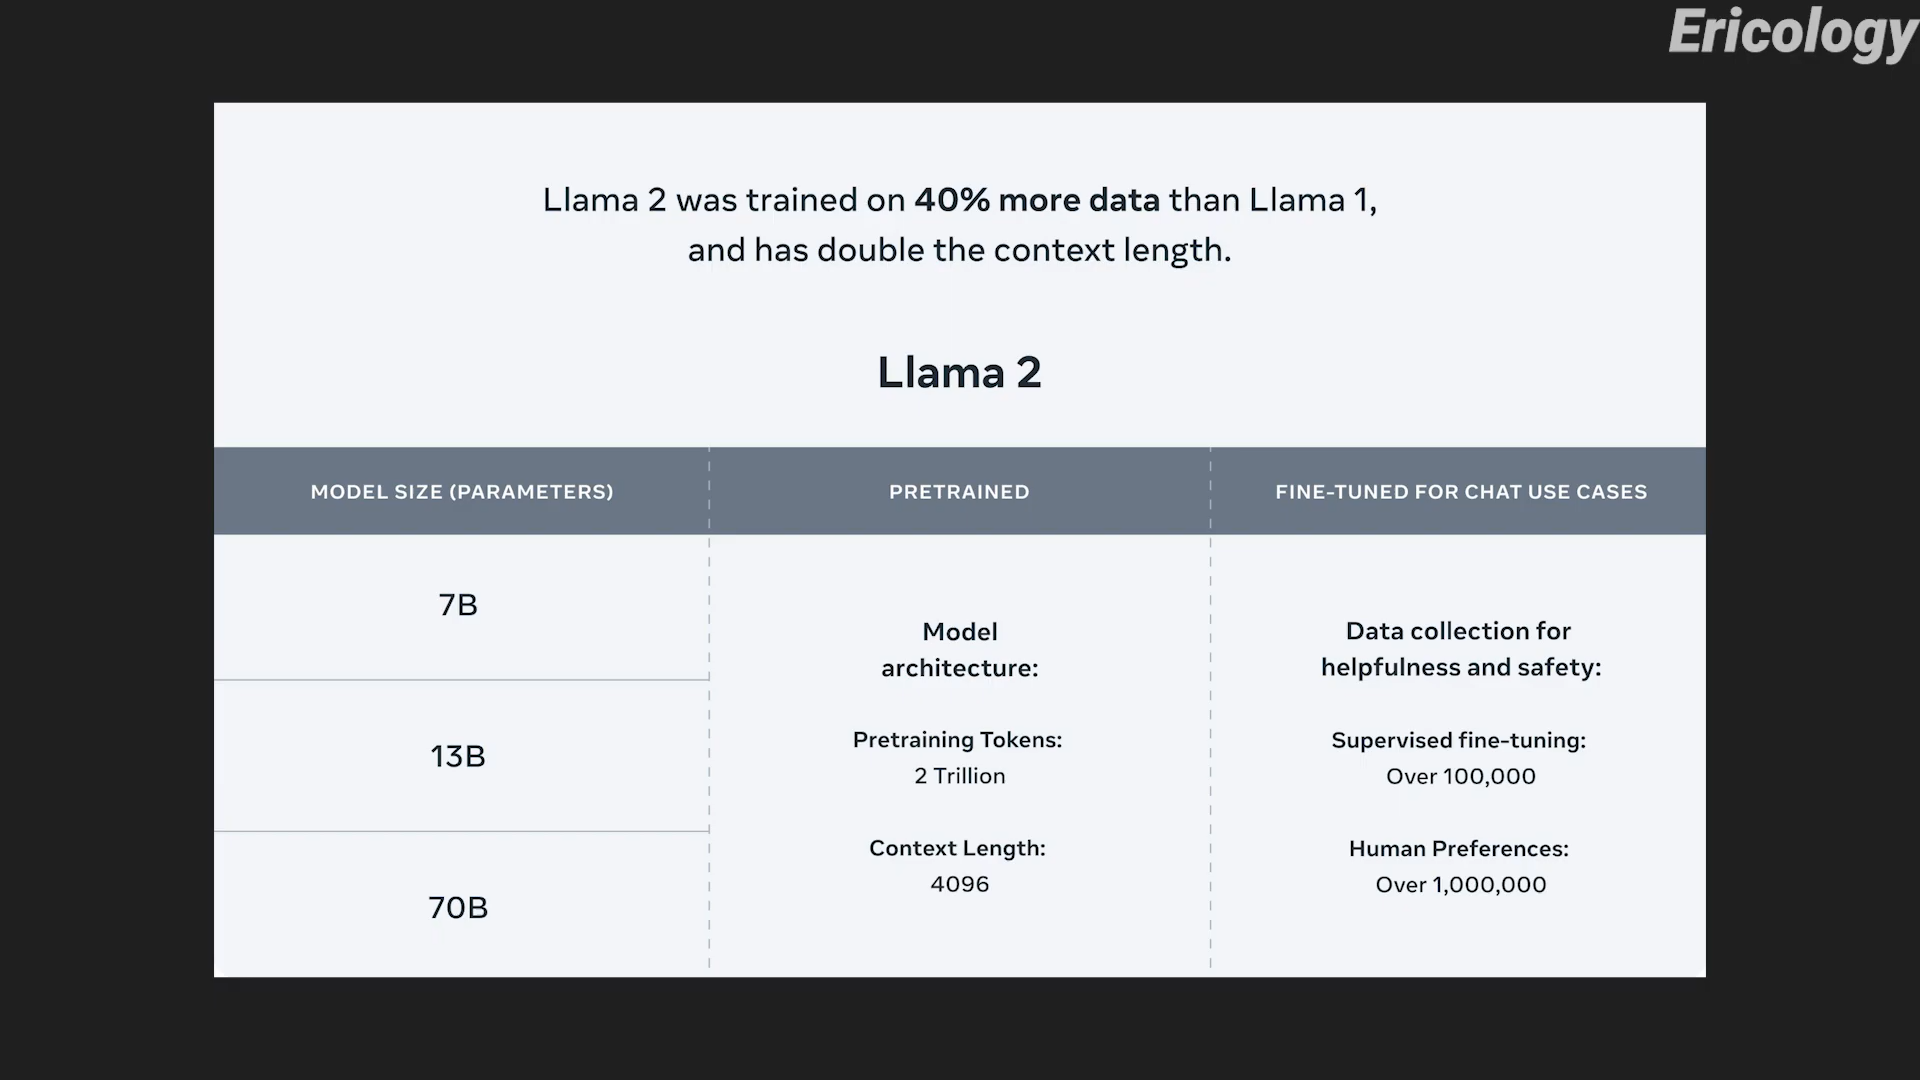 Ericology
Llama 2 was trained on 40% more data than Llama 1,
and has double the context length.
Llama 2
MODEL SIZE (PARAMETERS)
PRETRAINED
FINE-TUNED FOR CHAT USE CASES
7B
13B
70B
Model
architecture:
Pretraining Tokens:
2 Trillion
Context Length:
4096
Data collection for
helpfulness and safety:
Supervised fine-tuning:
Over 100,000
Human Preferences:
Over 1,000,000